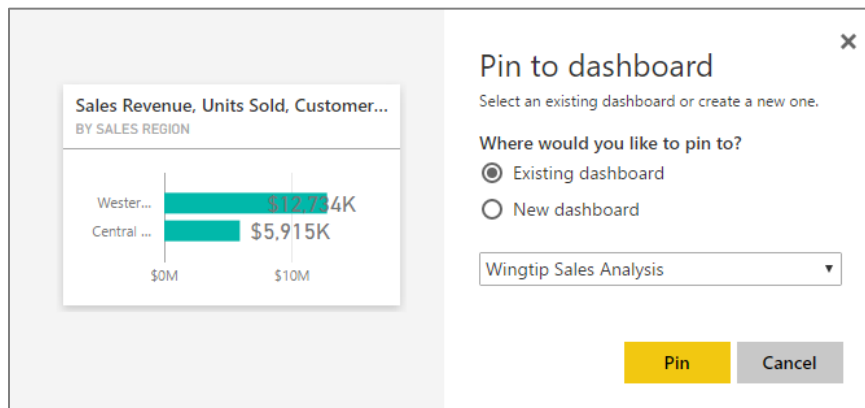 Sales Revenue, Units Sold, Customer...
BY SALES REGION
Wester...
$12,734K
Central ...
$5,915K
$0M
$10M
Pin to dashboard
Select an existing dashboard or create a new one.
Where would you like to pin to?
Existing dashboard
New dashboard
Wingtip Sales Analysis
Pin
Cancel